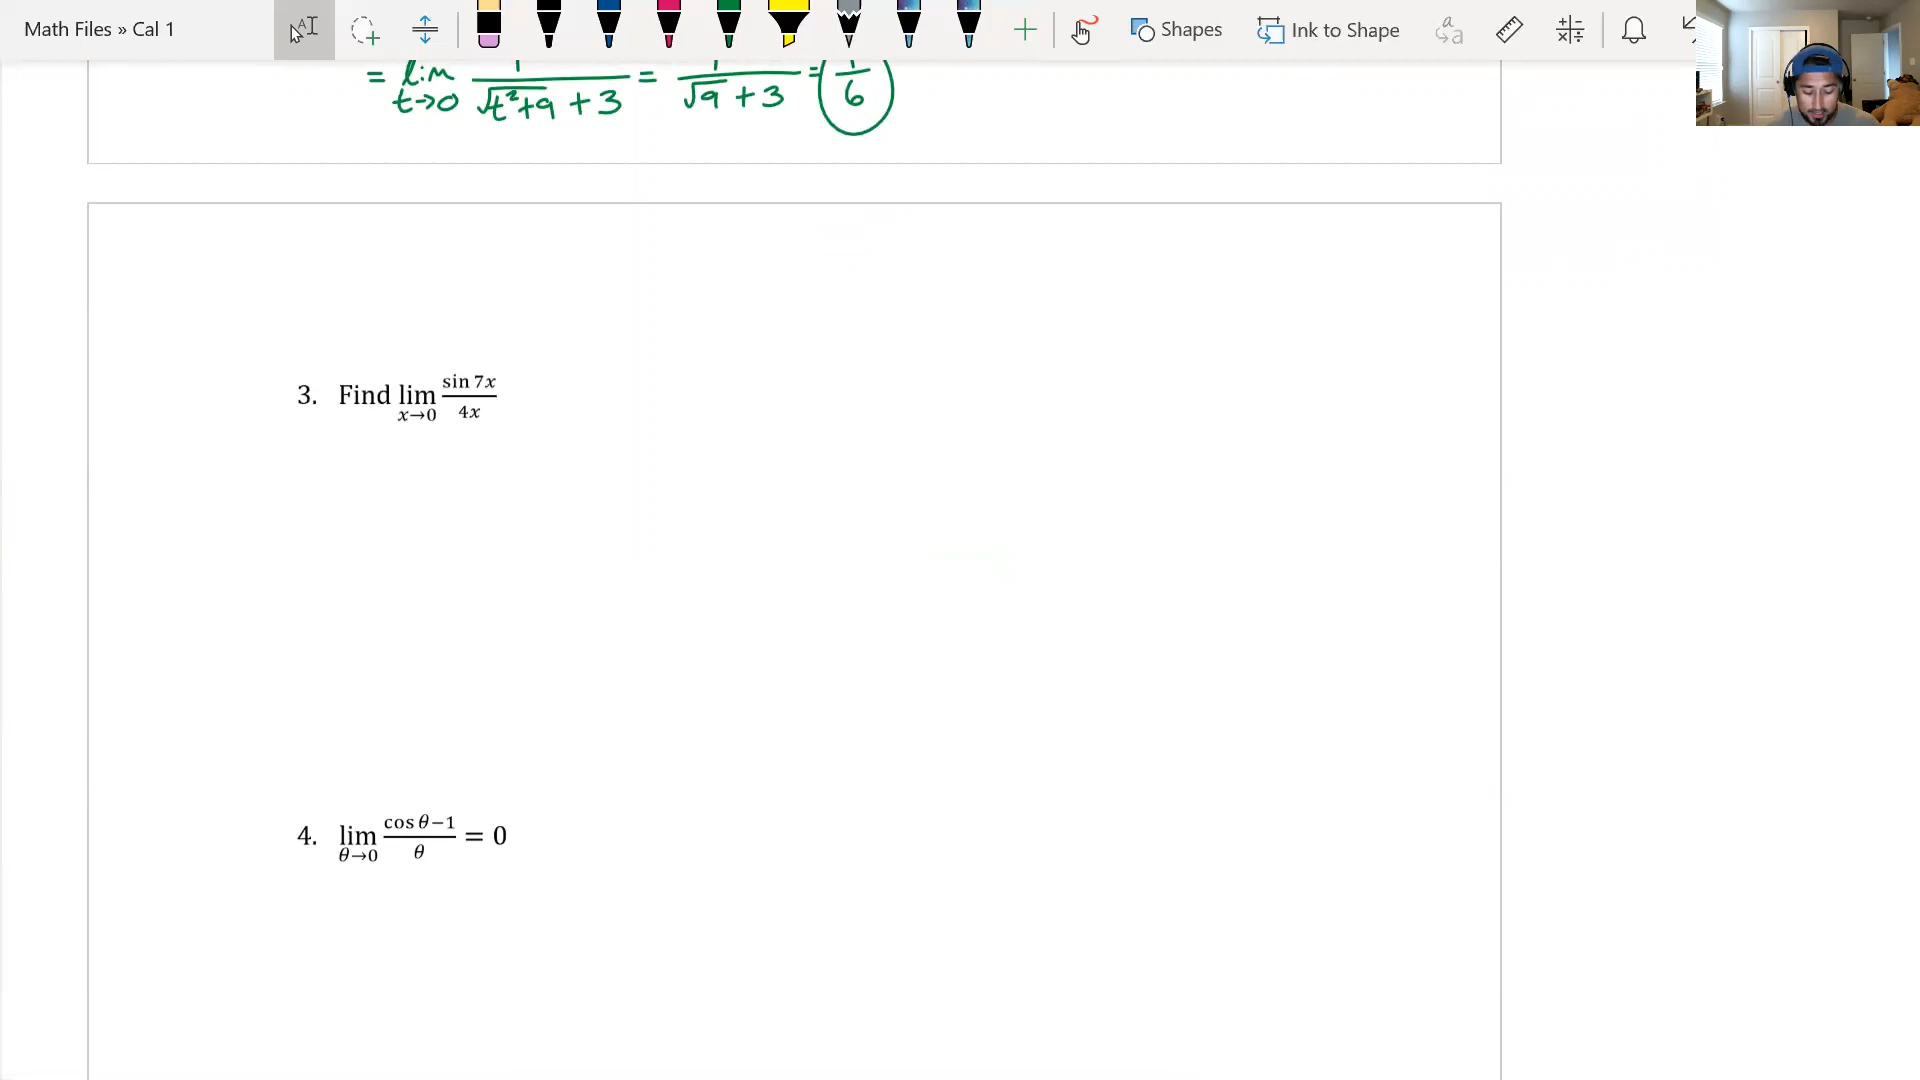 Math Files » Cal 1
Shapes
Ink to Shape
= lim t→0 1/(√(t²+9) + 3) = 1/(√9 + 3) = 1/6
3. Find lim x→0 sin 7x / 4x
4. lim θ→0 (cos θ−1)/θ = 0